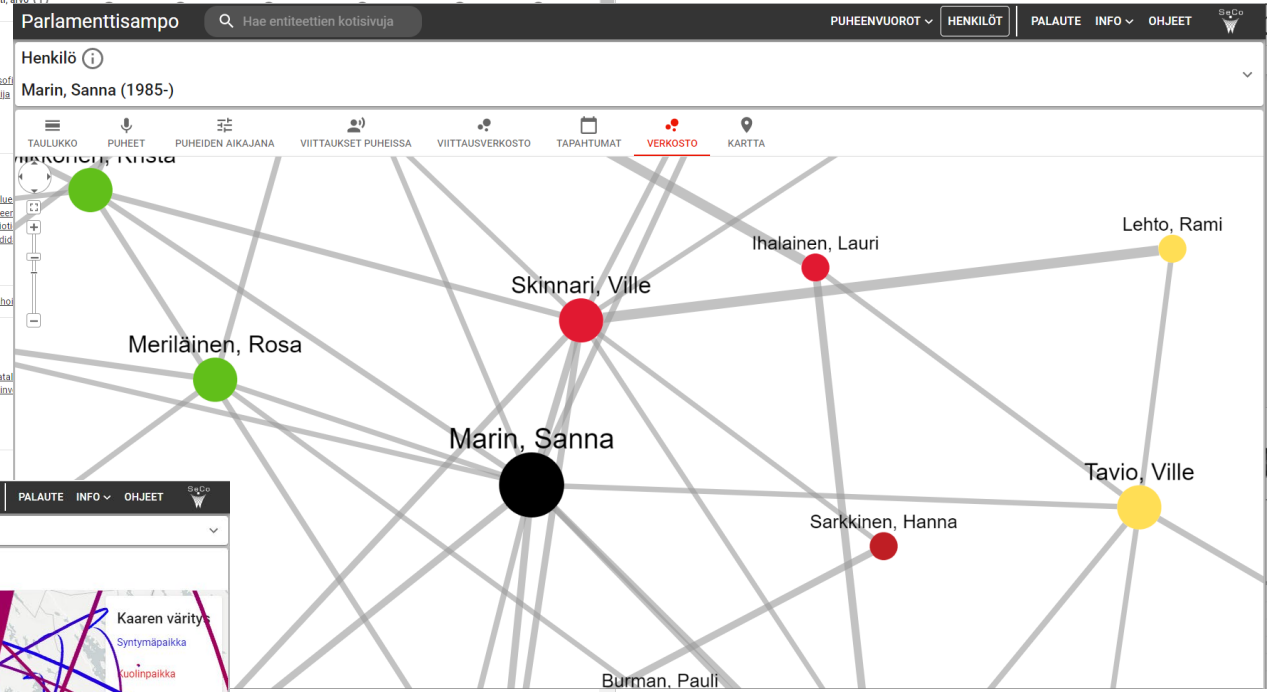 Parlamenttisampo
Hae entiteettien kotisivuja
PUHEENVUOROT
HENKILÖT
PALAUTE
INFO
OHJEET
SeCo
Henkilö
Marin, Sanna (1985-)
TAULUKKO
PUHEET
PUHEIDEN AIKAJANA
VIITTAUKSET PUHEISSA
VIITTAUSVERKOSTO
TAPAHTUMAT
VERKOSTO
KARTTA
Lehto, Rami
Ihalainen, Lauri
Skinnari, Ville
Meriläinen, Rosa
Marin, Sanna
Tavio, Ville
Sarkkinen, Hanna
Burman, Pauli
PALAUTE
INFO
OHJEET
SeCo
Kaaren väritys
Syntymäpaikka
Kuolinpaikka